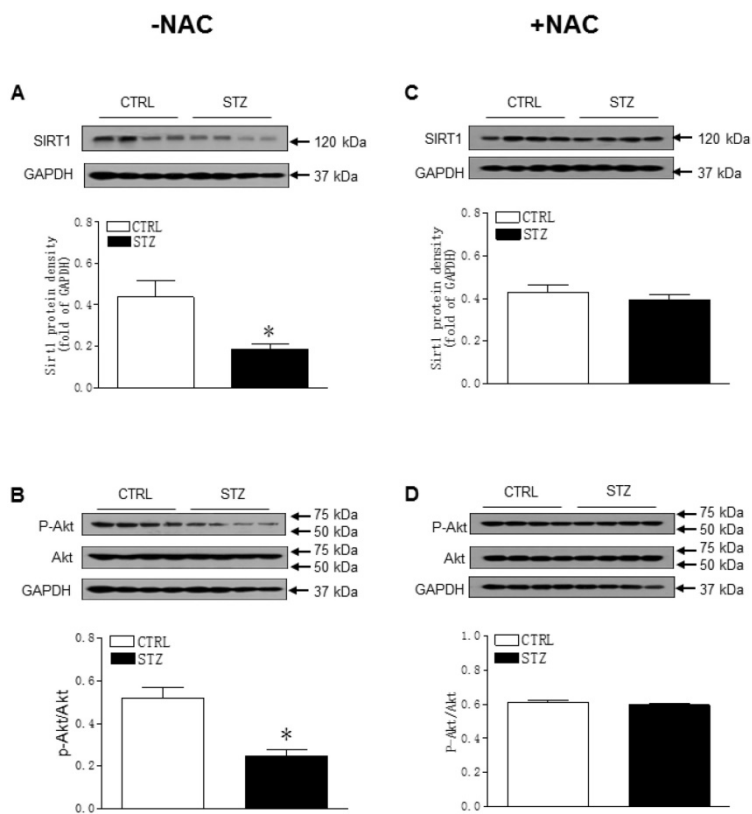 -NAC
+NAC
A
CTRL STZ
SIRT1
120 kDa
GAPDH
37 kDa
Sirt1 protein density
(fold of GAPDH)
0.8
0.6
0.4
0.2
0.0
CTRL
STZ
*
C
CTRL STZ
SIRT1
120 kDa
GAPDH
37 kDa
Sirt1 protein density
(fold of GAPDH)
0.8
0.6
0.4
0.2
0.0
CTRL
STZ
B
CTRL STZ
P-Akt
75 kDa
50 kDa
Akt
75 kDa
50 kDa
GAPDH
37 kDa
p-Akt/Akt
0.8
0.6
0.4
0.2
0.0
CTRL
STZ
*
D
CTRL STZ
P-Akt
75 kDa
50 kDa
Akt
75 kDa
50 kDa
GAPDH
37 kDa
P-Akt/Akt
1.0
0.8
0.6
0.4
0.2
0.0
CTRL
STZ